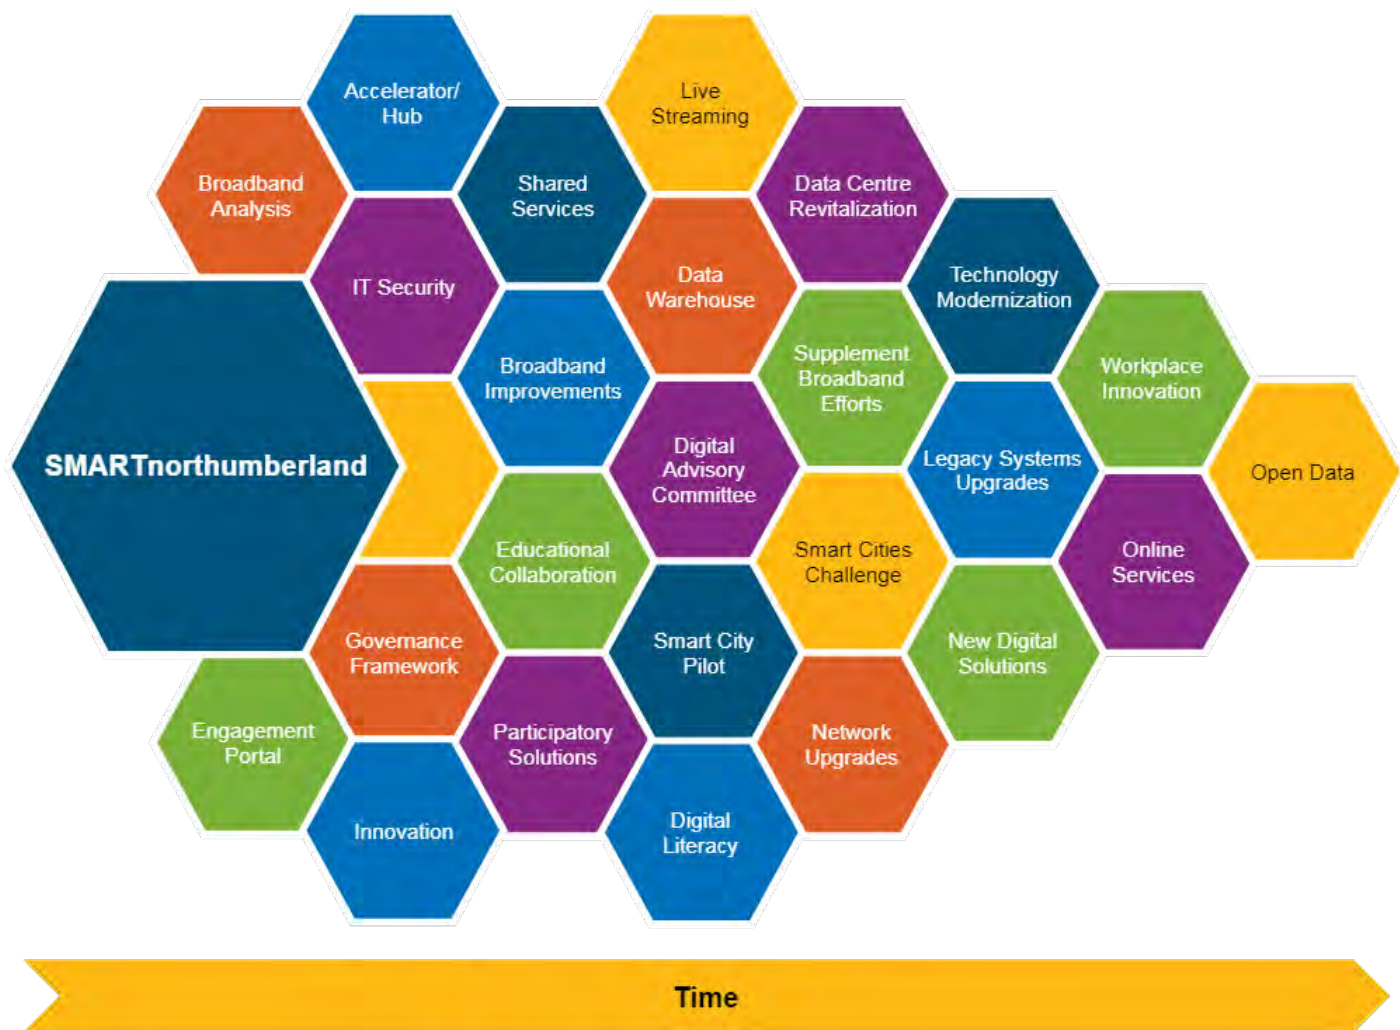 Accelerator/
Hub
Live
Streaming
Broadband
Analysis
Shared
Services
Data Centre
Revitalization
IT Security
Data
Warehouse
Technology
Modernization
Broadband
Improvements
Supplement
Broadband
Efforts
Workplace
Innovation
SMARTnorthumberland
Digital
Advisory
Committee
Legacy Systems
Upgrades
Open Data
Educational
Collaboration
Smart Cities
Challenge
Online
Services
Governance
Framework
Smart City
Pilot
New Digital
Solutions
Engagement
Portal
Participatory
Solutions
Network
Upgrades
Innovation
Digital
Literacy
Time